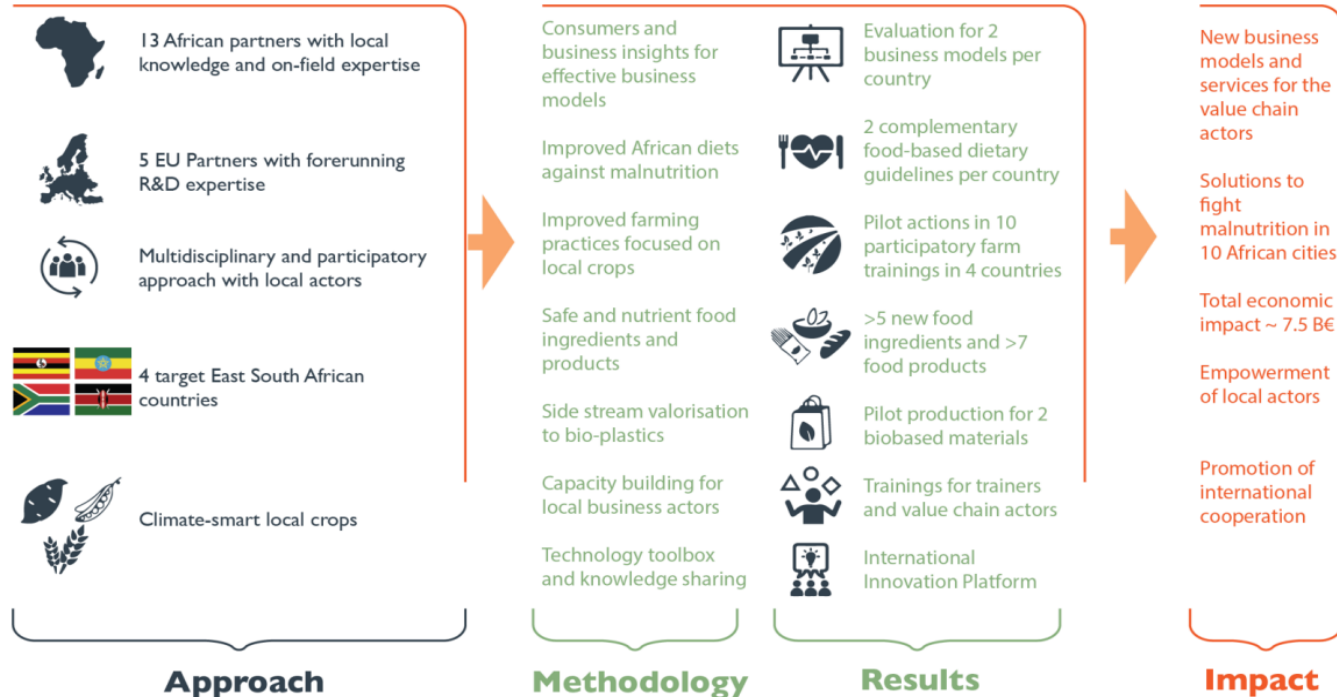 13 African partners with local
knowledge and on-field expertise
5 EU Partners with forerunning
R&D expertise
Multidisciplinary and participatory
approach with local actors
4 target East South African
countries
Climate-smart local crops
Approach
Consumers and
business insights for
effective business
models
Improved African diets
against malnutrition
Improved farming
practices focused on
local crops
Safe and nutrient food
ingredients and
products
Side stream valorisation
to bio-plastics
Capacity building for
local business actors
Technology toolbox
and knowledge sharing
Methodology
Evaluation for 2
business models per
country
2 complementary
food-based dietary
guidelines per country
Pilot actions in 10
participatory farm
trainings in 4 countries
>5 new food
ingredients and >7
food products
Pilot production for 2
biobased materials
Trainings for trainers
and value chain actors
International
Innovation Platform
Results
New business
models and
services for the
value chain
actors
Solutions to
fight
malnutrition in
10 African cities
Total economic
impact ~ 7.5 B€
Empowerment
of local actors
Promotion of
international
cooperation
Impact